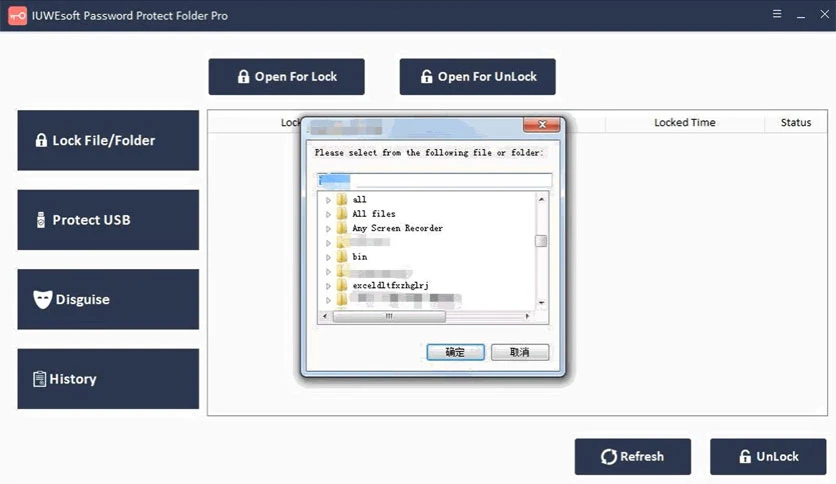 IUWEsoft Password Protect Folder Pro
Open For Lock
Open For UnLock
Lock File/Folder
Protect USB
Disguise
History
Loc
Locked Time
Status
Please select from the following file or folder:
all
All files
Any Screen Recorder
bin
exceldltfxzhglrj
确定
取消
Refresh
UnLock